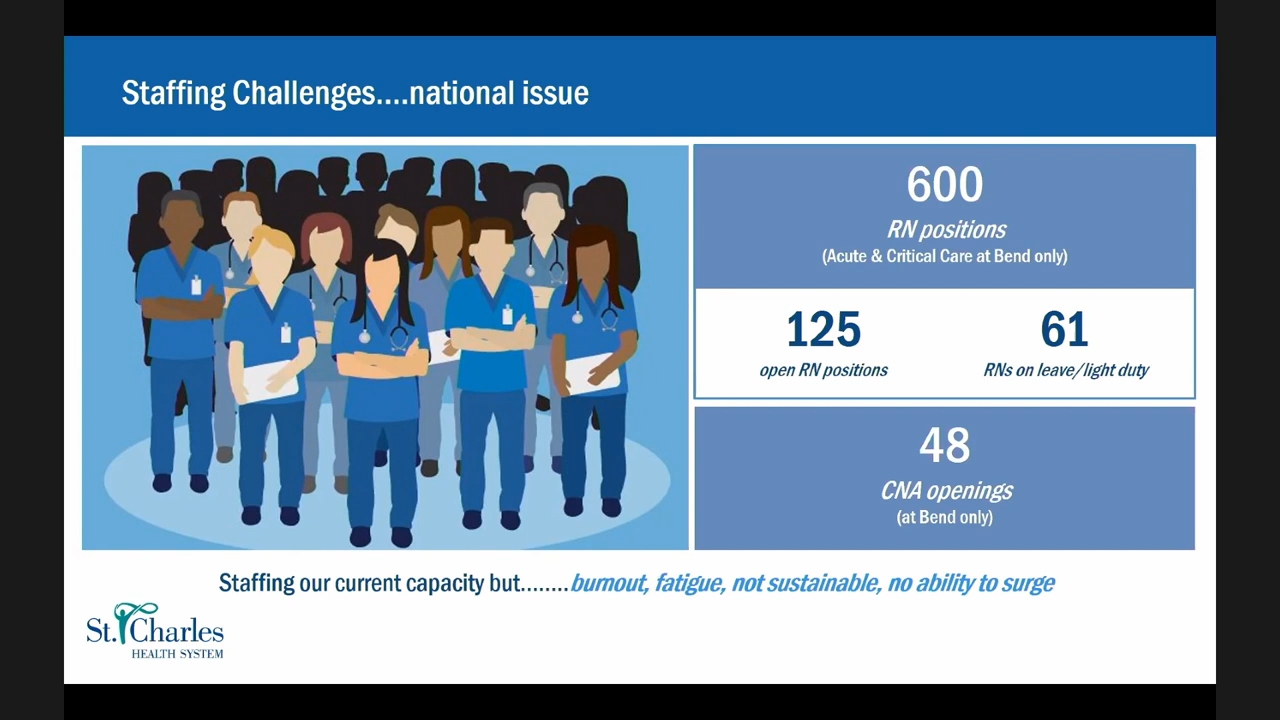 Staffing Challenges....national issue
600
RN positions
(Acute & Critical Care at Bend only)
125
open RN positions
61
RNs on leave/light duty
48
CNA openings
(at Bend only)
Staffing our current capacity but........burnout, fatigue, not sustainable, no ability to surge
St. Charles
HEALTH SYSTEM